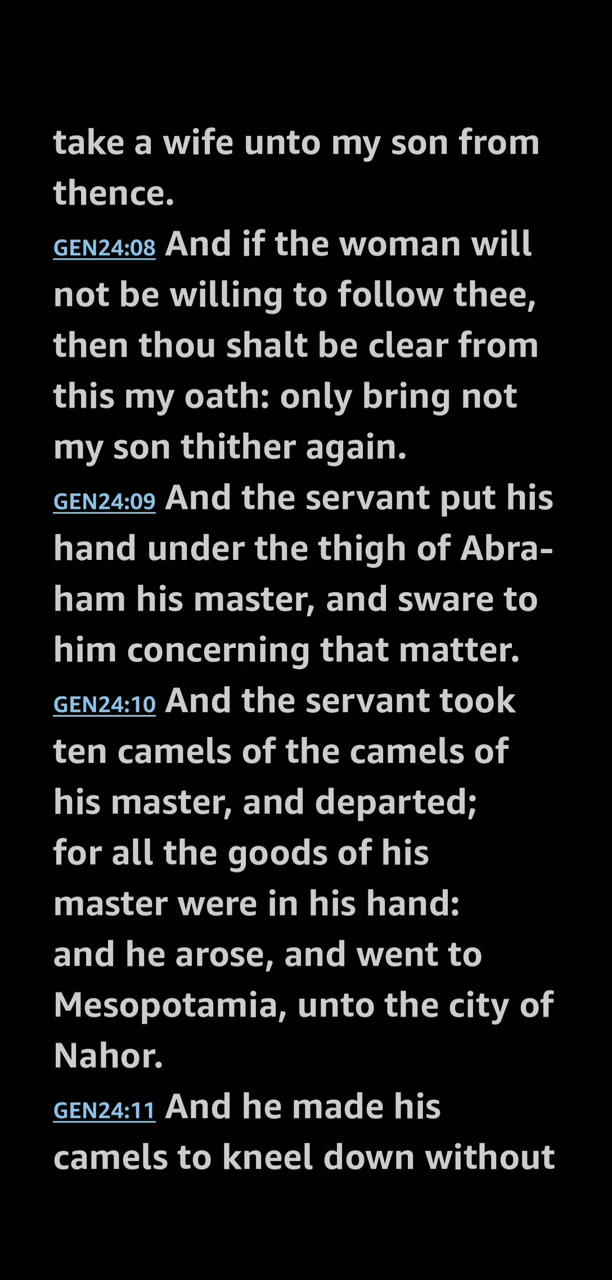 take a wife unto my son from
thence.
GEN24:08 And if the woman will
not be willing to follow thee,
then thou shalt be clear from
this my oath: only bring not
my son thither again.
GEN24:09 And the servant put his
hand under the thigh of Abra-
ham his master, and sware to
him concerning that matter.
GEN24:10 And the servant took
ten camels of the camels of
his master, and departed;
for all the goods of his
master were in his hand:
and he arose, and went to
Mesopotamia, unto the city of
Nahor.
GEN24:11 And he made his
camels to kneel down without